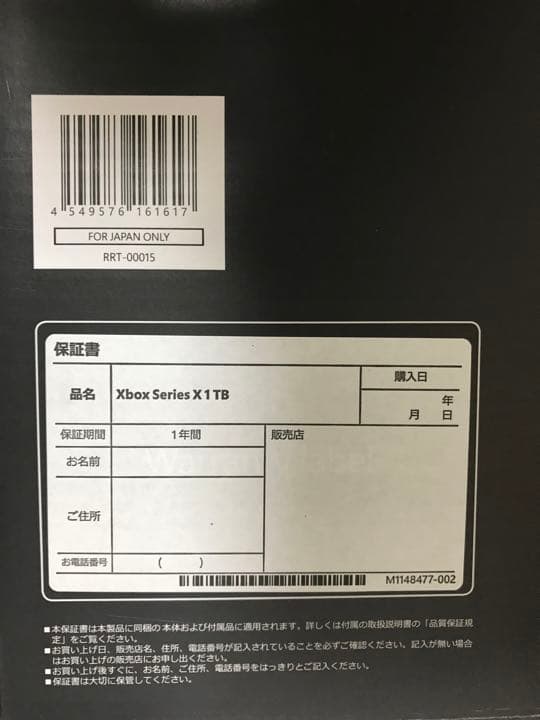 4 549576 161617
FOR JAPAN ONLY
RRT-00015
保証書
品名 Xbox Series X 1 TB
購入日
年
月 日
保証期間 1年間 販売店
お名前
ご住所
お電話番号 ( )
M1148477-002
■本保証書は本製品に同梱の 本体および付属品に適用されます。詳しくは付属の取扱説明書の「品質保証規
定」をご覧ください。
■お買い上げ日、販売店名、住所、電話番号が記入されていることを必ずご確認ください。記入が無い場合
はお買い上げの販売店にお申し出ください。
■お買い上げ後すぐに、お名前、ご住所、電話番号をはっきりとご記入ください。
■保証書は大切に保管してください。